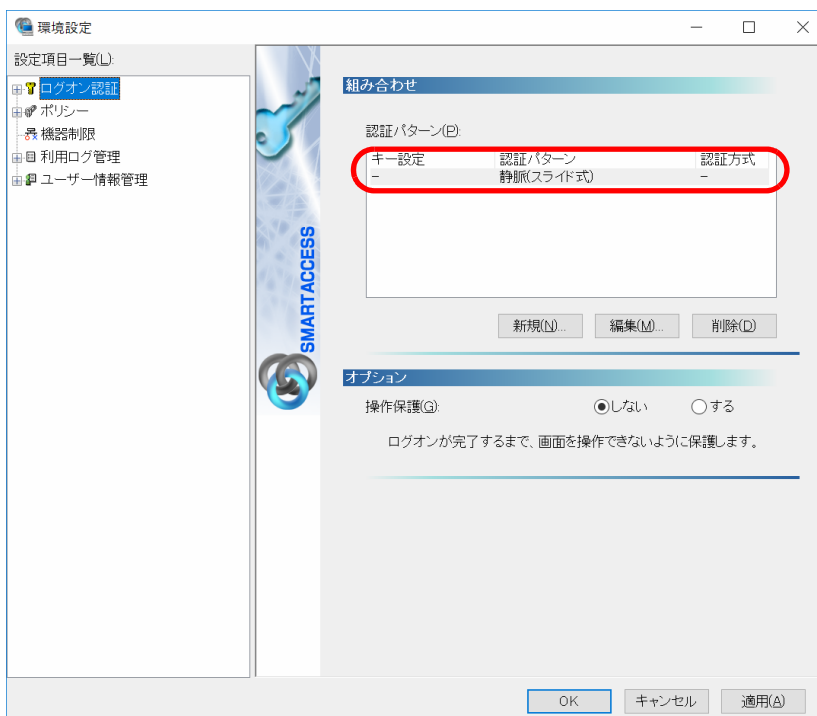 環境設定
設定項目一覧(L):
ログオン認証
ポリシー
機器制限
利用ログ管理
ユーザー情報管理
SMARTACCESS
組み合わせ
認証パターン(P):
キー設定 認証パターン 認証方式
- 静脈(スライド式) -
新規(N)... 編集(M)... 削除(D)
オプション
操作保護(G): しない する
ログオンが完了するまで、画面を操作できないように保護します。
OK キャンセル 適用(A)